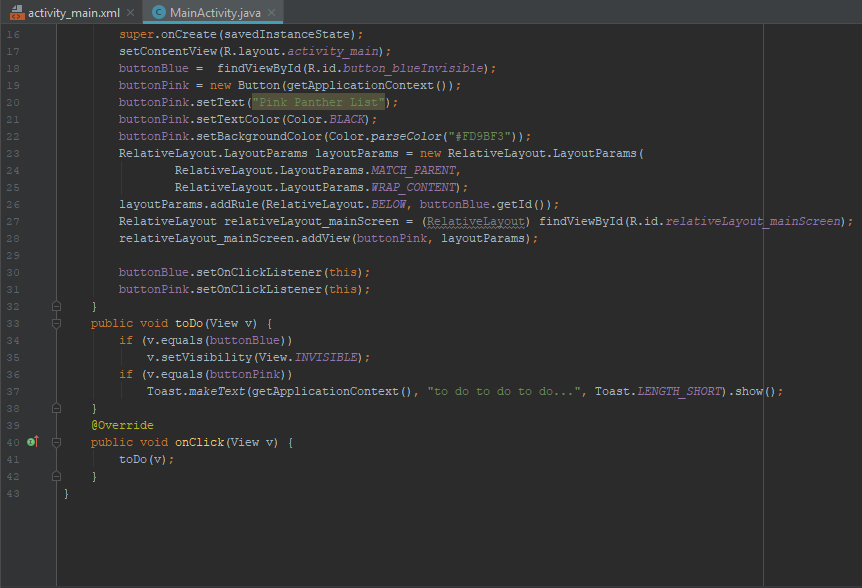 activity_main.xml × MainActivity.java ×
16 super.onCreate(savedInstanceState);
17 setContentView(R.layout.activity_main);
18 buttonBlue =  findViewById(R.id.button_blueInvisible);
19 buttonPink = new Button(getApplicationContext());
20 buttonPink.setText("Pink Panther List");
21 buttonPink.setTextColor(Color.BLACK);
22 buttonPink.setBackgroundColor(Color.parseColor("#FD9BF3"));
23 RelativeLayout.LayoutParams layoutParams = new RelativeLayout.LayoutParams(
24 RelativeLayout.LayoutParams.MATCH_PARENT,
25 RelativeLayout.LayoutParams.WRAP_CONTENT);
26 layoutParams.addRule(RelativeLayout.BELOW, buttonBlue.getId());
27 RelativeLayout relativeLayout_mainScreen = (RelativeLayout) findViewById(R.id.relativeLayout_mainScreen);
28 relativeLayout_mainScreen.addView(buttonPink, layoutParams);
29
30 buttonBlue.setOnClickListener(this);
31 buttonPink.setOnClickListener(this);
32 }
33 public void toDo(View v) {
34 if (v.equals(buttonBlue))
35 v.setVisibility(View.INVISIBLE);
36 if (v.equals(buttonPink))
37 Toast.makeText(getApplicationContext(), "to do to do to do...", Toast.LENGTH_SHORT).show();
38 }
39 @Override
40 public void onClick(View v) {
41 toDo(v);
42 }
43 }